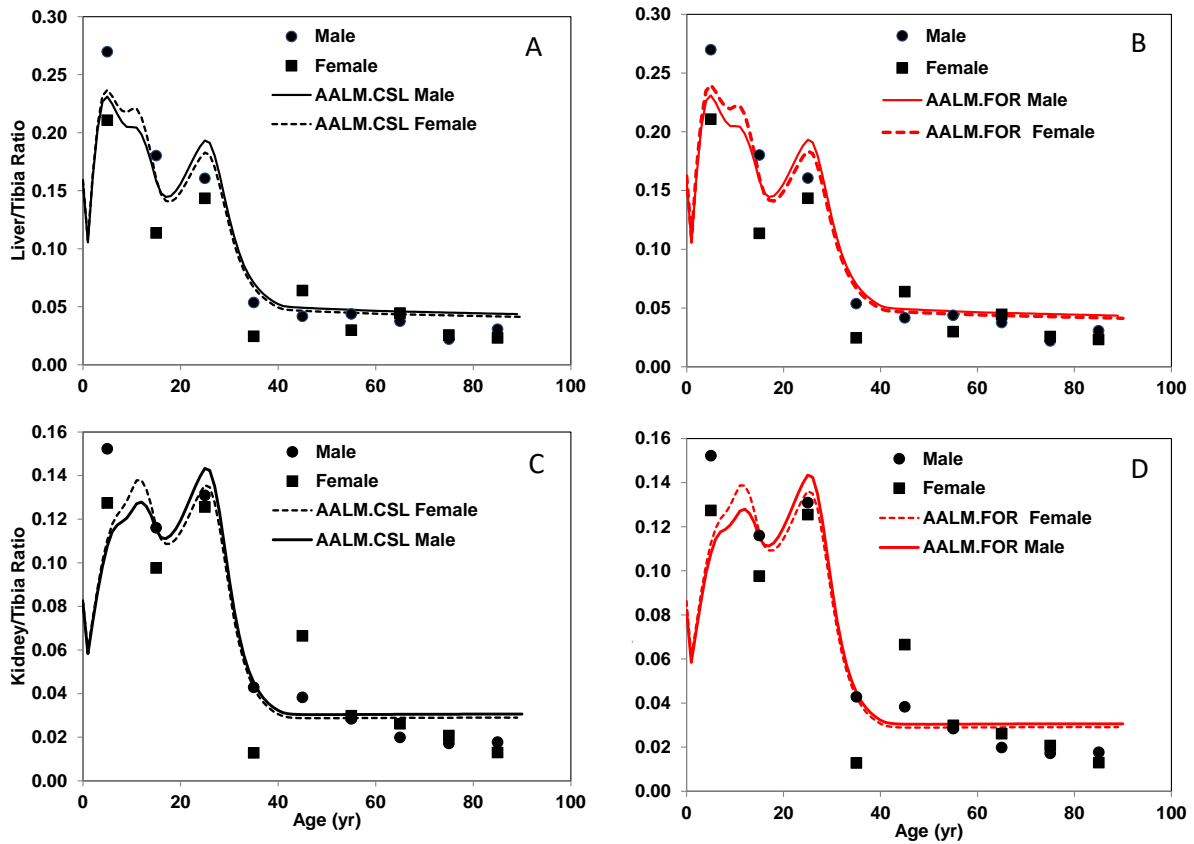 A
Male
Female
AALM.CSL Male
AALM.CSL Female
Liver/Tibia Ratio
0.30
0.25
0.20
0.15
0.10
0.05
0.00
0 20 40 60 80 100
B
Male
Female
AALM.FOR Male
AALM.FOR Female
0.30
0.25
0.20
0.15
0.10
0.05
0.00
0 20 40 60 80 100
C
Male
Female
AALM.CSL Female
AALM.CSL Male
Kidney/Tibia Ratio
0.16
0.14
0.12
0.10
0.08
0.06
0.04
0.02
0.00
0 20 40 60 80 100
Age (yr)
D
Male
Female
AALM.FOR Female
AALM.FOR Male
0.16
0.14
0.12
0.10
0.08
0.06
0.04
0.02
0.00
0 20 40 60 80 100
Age (yr)